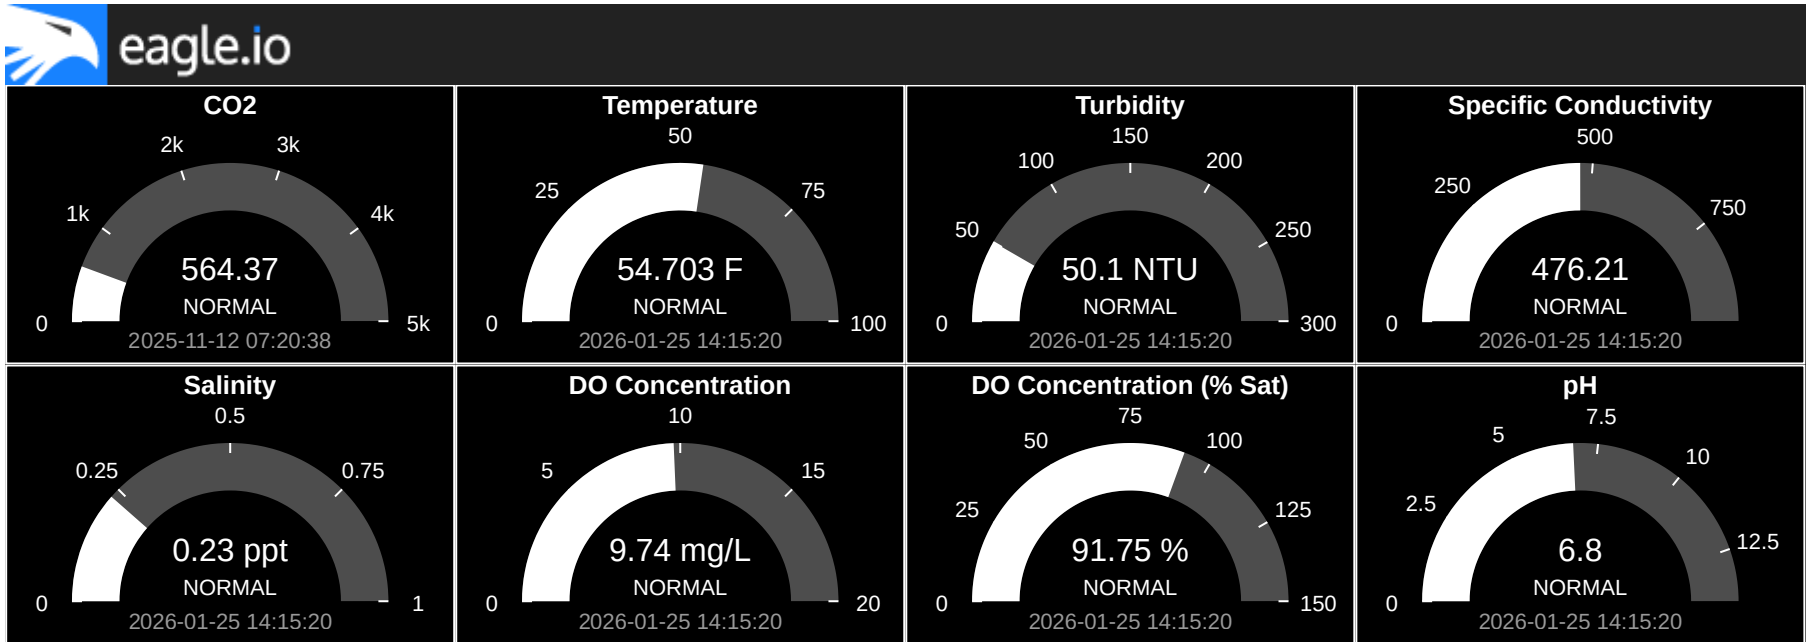 eagle.io
CO2
2k
3k
1k
4k
564.37
NORMAL
0
5k
2025-11-12 07:20:38
Temperature
50
25
75
54.703 F
NORMAL
0
100
2026-01-25 14:15:20
Turbidity
150
100
200
50
250
50.1 NTU
NORMAL
0
300
2026-01-25 14:15:20
Specific Conductivity
500
250
750
476.21
NORMAL
0
2026-01-25 14:15:20
Salinity
0.5
0.25
0.75
0.23 ppt
NORMAL
0
1
2026-01-25 14:15:20
DO Concentration
10
5
15
9.74 mg/L
NORMAL
0
20
2026-01-25 14:15:20
DO Concentration (% Sat)
75
50
100
25
125
91.75 %
NORMAL
0
150
2026-01-25 14:15:20
pH
7.5
5
10
2.5
12.5
6.8
NORMAL
0
2026-01-25 14:15:20